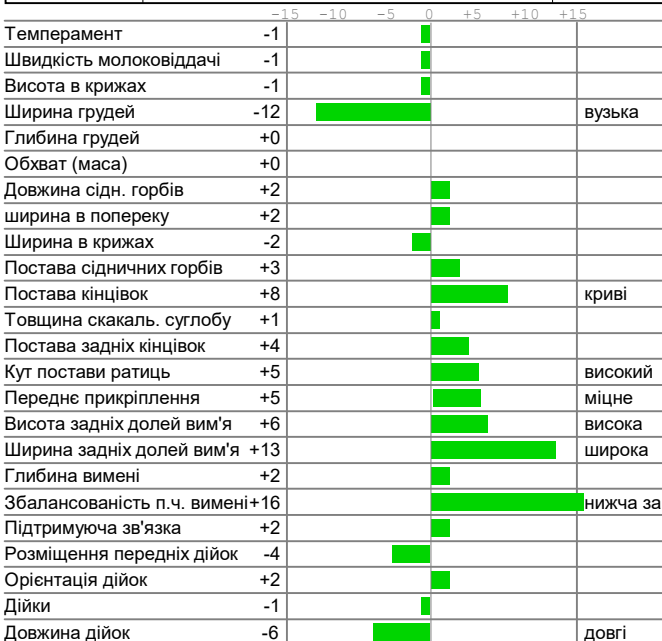 -15 -10 -5 0 +5 +10 +15
Темперамент -1
Швидкість молоковіддачі -1
Висота в крижах -1
Ширина грудей -12 вузька
Глибина грудей +0
Обхват (маса) +0
Довжина сідн. горбів +2
ширина в попереку +2
Ширина в крижах -2
Постава сідничних горбів +3
Постава кінцівок +8 криві
Товщина скакаль. суглобу +1
Постава задніх кінцівок +4
Кут постави ратиць +5 високий
Переднє прикріплення +5 міцне
Висота задніх долей вим'я +6 висока
Ширина задніх долей вим'я +13 широка
Глибина вимені +2
Збалансованість п.ч. вимені+16 нижча за
Підтримуюча зв'язка +2
Розміщення передніх дійок -4
Орієнтація дійок +2
Дійки -1
Довжина дійок -6 довгі